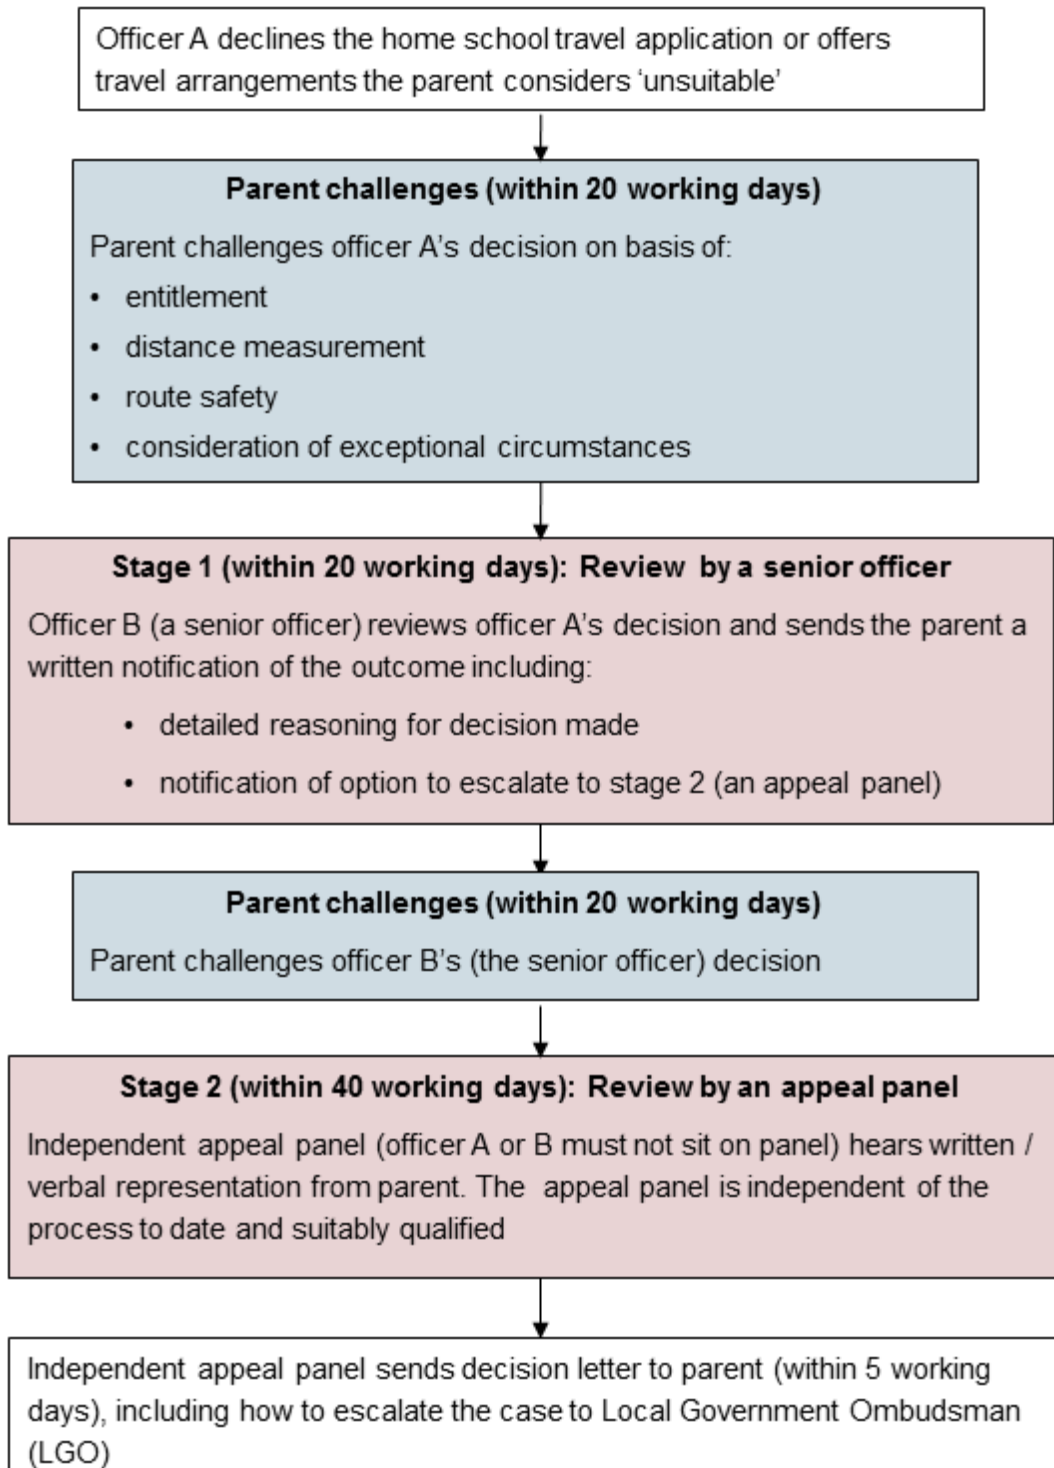 Officer A declines the home school travel application or offers
travel arrangements the parent considers ‘unsuitable’
Parent challenges (within 20 working days)
Parent challenges officer A’s decision on basis of:
• entitlement
• distance measurement
• route safety
• consideration of exceptional circumstances
Stage 1 (within 20 working days): Review by a senior officer
Officer B (a senior officer) reviews officer A’s decision and sends the parent a
written notification of the outcome including:
• detailed reasoning for decision made
• notification of option to escalate to stage 2 (an appeal panel)
Parent challenges (within 20 working days)
Parent challenges officer B’s (the senior officer) decision
Stage 2 (within 40 working days): Review by an appeal panel
Independent appeal panel (officer A or B must not sit on panel) hears written /
verbal representation from parent. The appeal panel is independent of the
process to date and suitably qualified
Independent appeal panel sends decision letter to parent (within 5 working
days), including how to escalate the case to Local Government Ombudsman
(LGO)